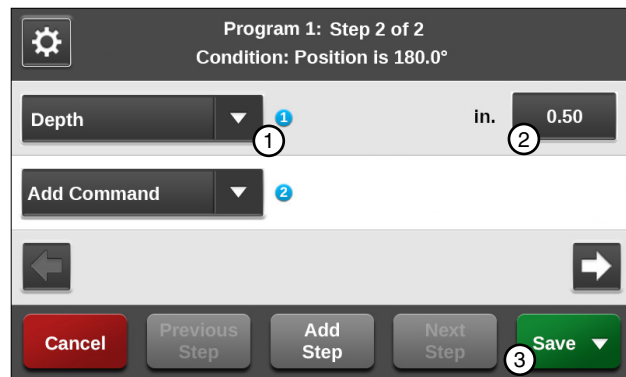 Program 1: Step 2 of 2
Condition: Position is 180.0°
Depth 1 in. 0.50
1 2
Add Command 2
Cancel Previous Step Add Step Next Step Save
3